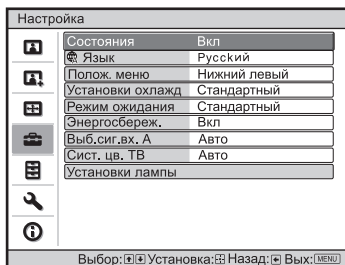 Настройка
Состояния Вкл
Язык Русский
Полож. меню Нижний левый
Установки охлажд Стандартный
Режим ожидания Стандартный
Энергосбереж. Вкл
Выб.сиг.вх. А Авто
Сист. цв. ТВ Авто
Установки лампы
Выбор: Установка: Назад: Вых: MENU